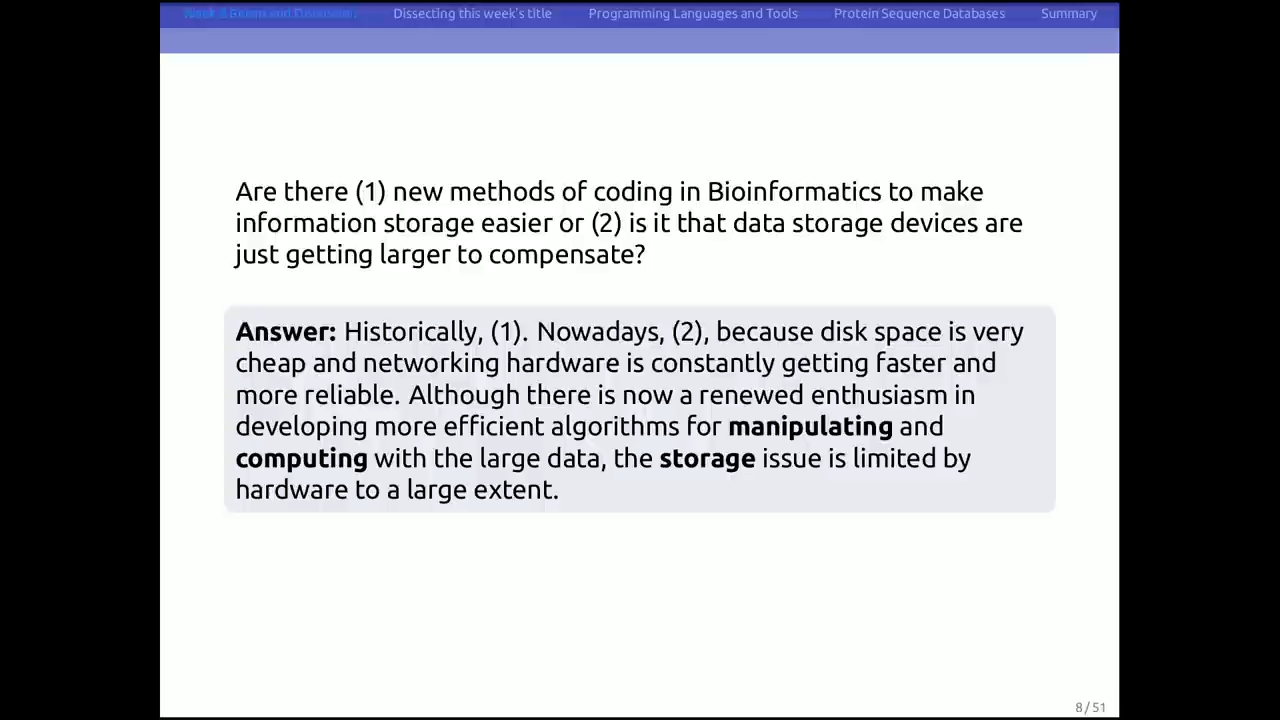 Dissecting this week's title Programming Languages and Tools Protein Sequence Databases Summary
Are there (1) new methods of coding in Bioinformatics to make
information storage easier or (2) is it that data storage devices are
just getting larger to compensate?
Answer: Historically, (1). Nowadays, (2), because disk space is very
cheap and networking hardware is constantly getting faster and
more reliable. Although there is now a renewed enthusiasm in
developing more efficient algorithms for manipulating and
computing with the large data, the storage issue is limited by
hardware to a large extent.
8 / 51